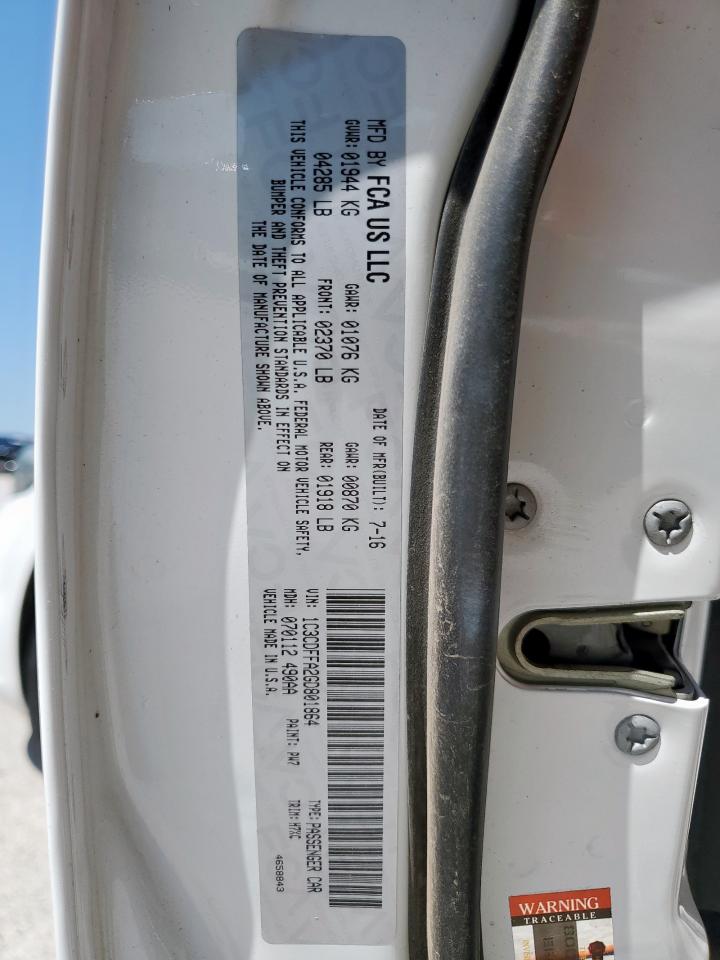 MFD BY FCA US LLC
DATE OF MFR(BUILT): 7-16
GVWR: 01944 KG GAWR: 01076 KG GAWR: 00870 KG
04285 LB FRONT: 02370 LB REAR: 01918 LB
THIS VEHICLE CONFORMS TO ALL APPLICABLE U.S.A. FEDERAL MOTOR VEHICLE SAFETY,
BUMPER AND THEFT PREVENTION STANDARDS IN EFFECT ON
THE DATE OF MANUFACTURE SHOWN ABOVE.
VIN: 1C3CDFFA2GD801864 TYPE: PASSENGER CAR
MDH: 070112 490AA PAINT: PW7 TRIM: H7XC
VEHICLE MADE IN U.S.A. 4658843
WARNING
TRACEABLE